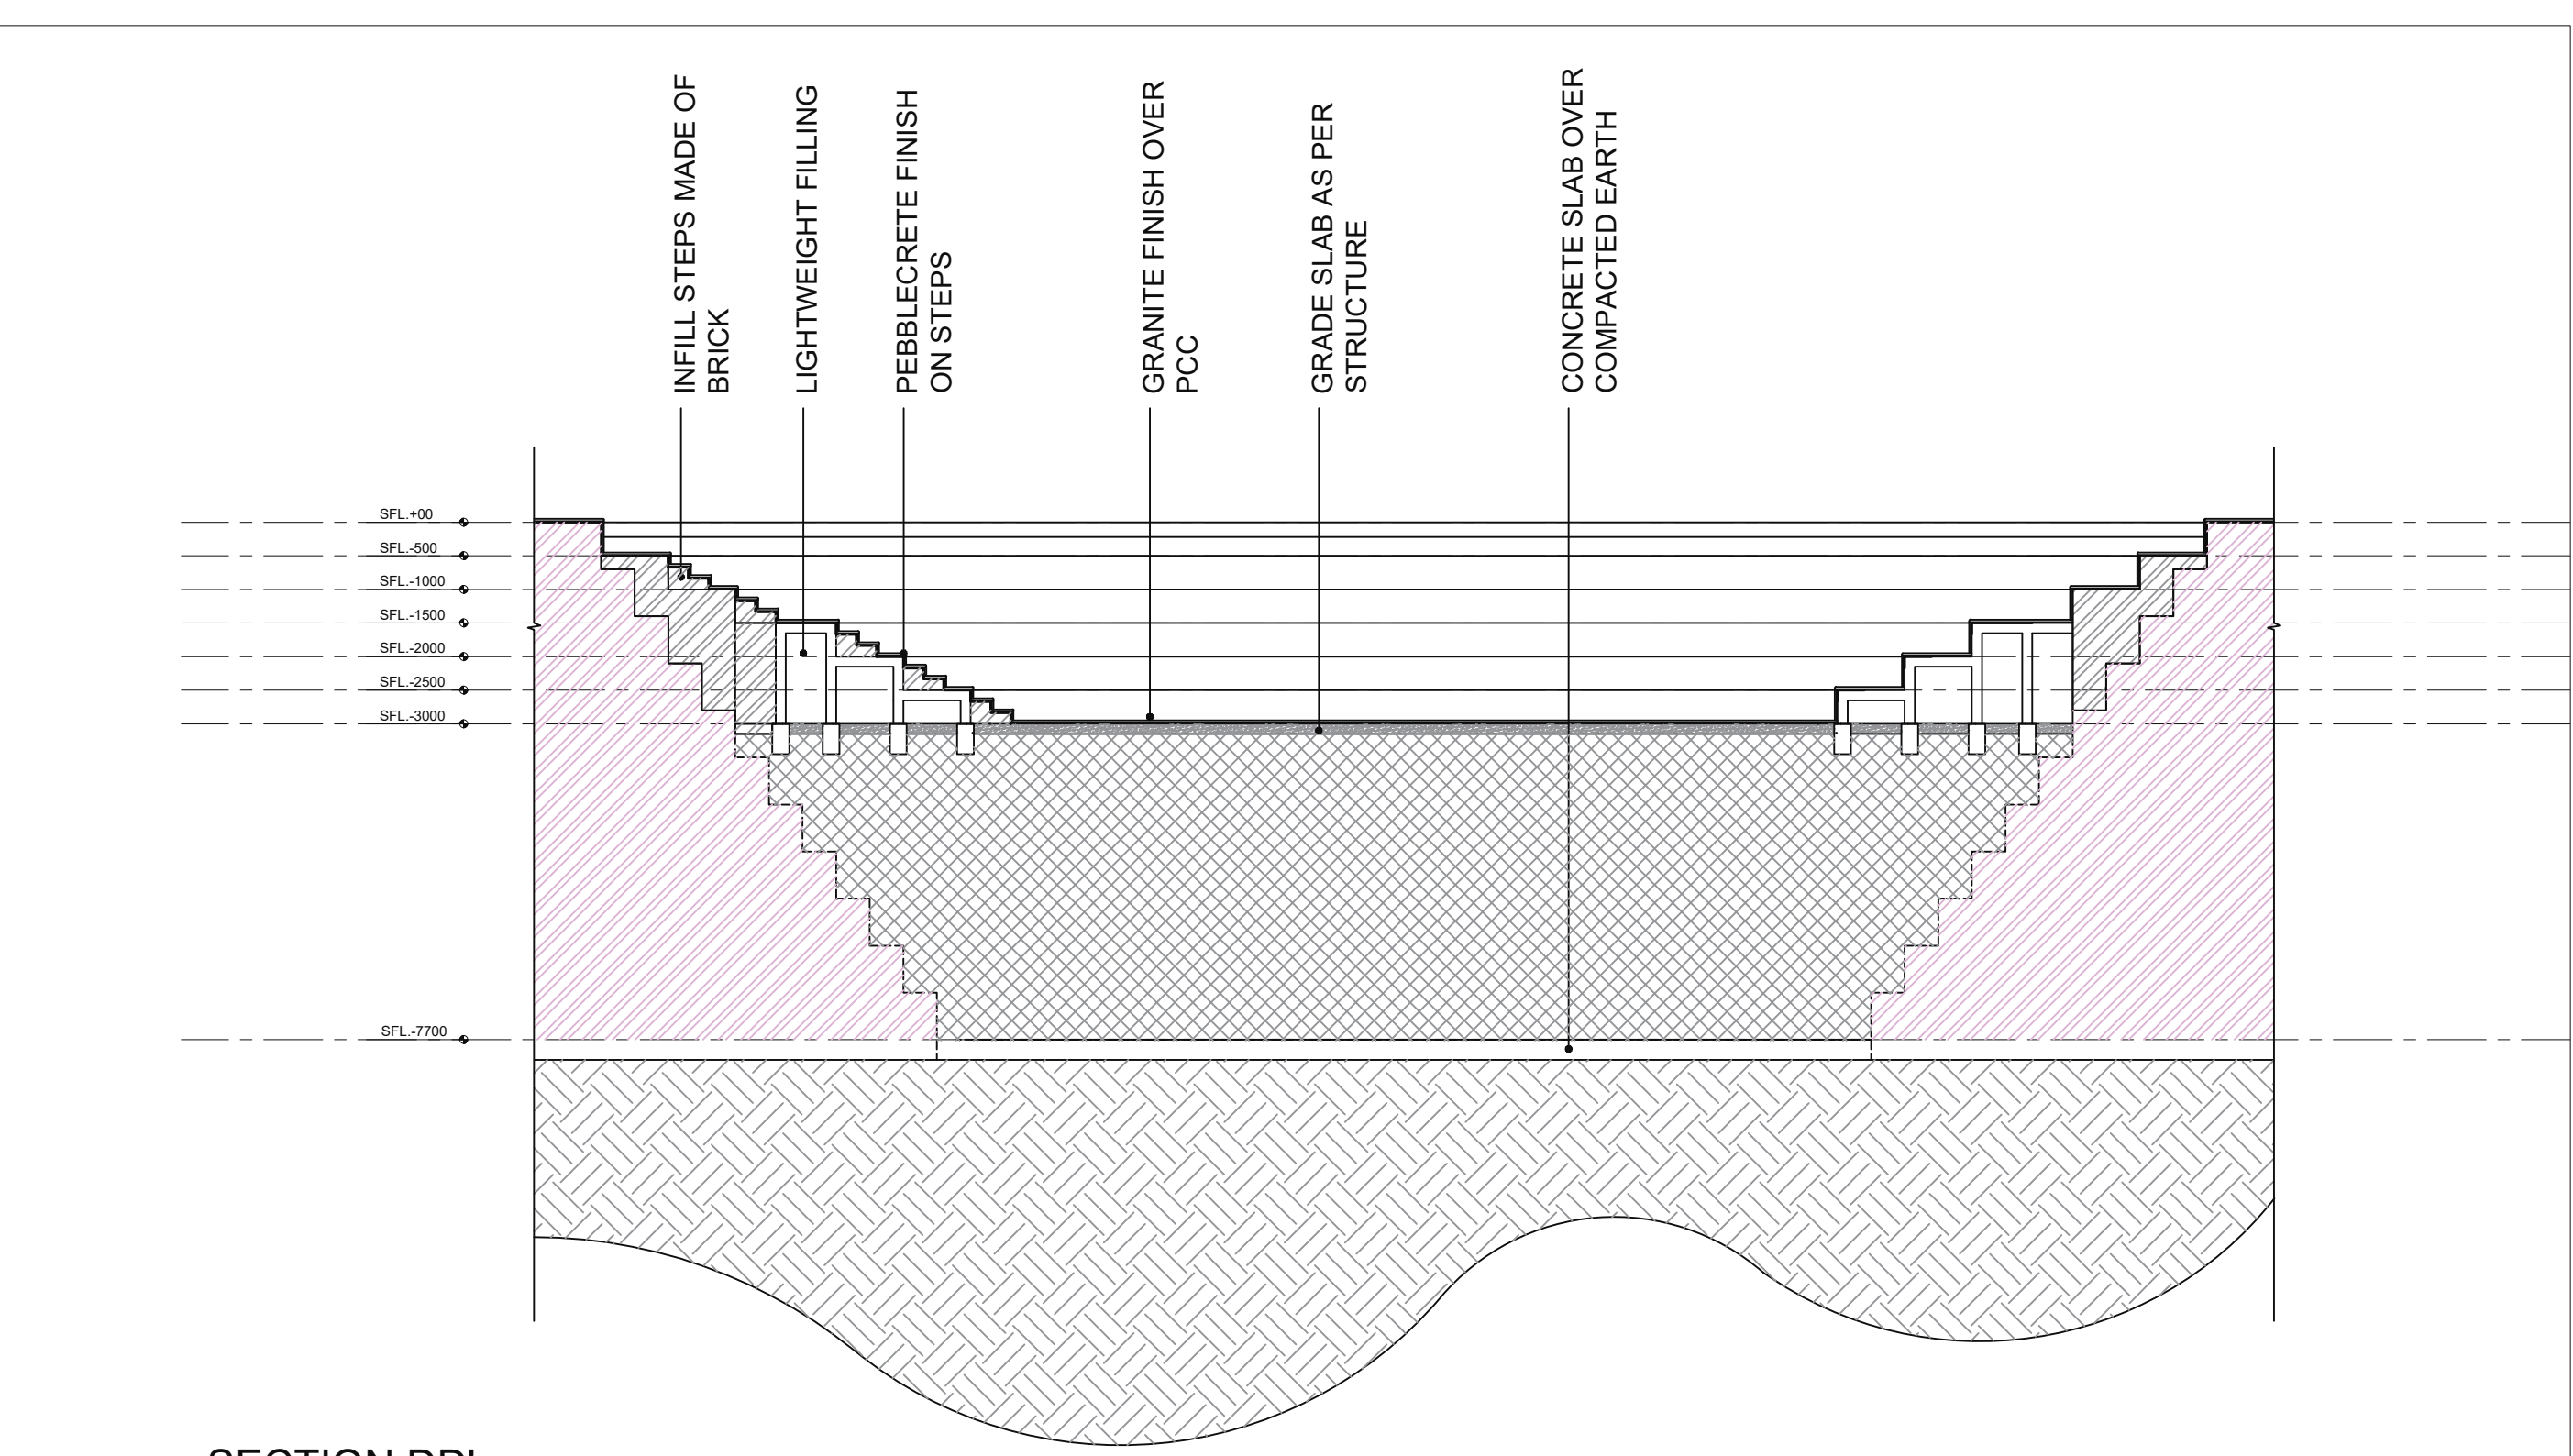 INFILL STEPS MADE OF
BRICK
LIGHTWEIGHT FILLING
PEBBLECRETE FINISH
ON STEPS
GRANITE FINISH OVER
PCC
GRADE SLAB AS PER
STRUCTURE
CONCRETE SLAB OVER
COMPACTED EARTH
SFL.+00
SFL.-500
SFL.-1000
SFL.-1500
SFL.-2000
SFL.-2500
SFL.-3000
SFL.-7700
SECTION